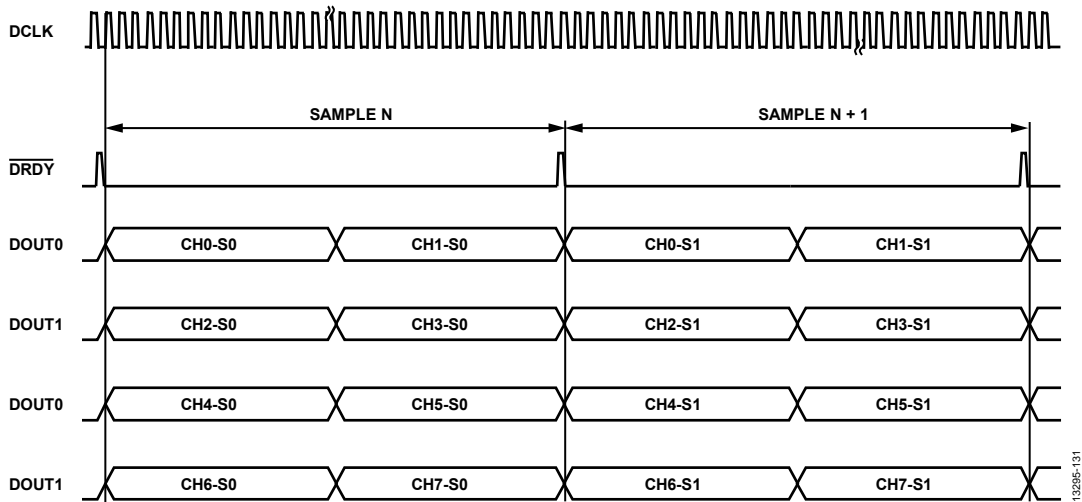 DCLK
SAMPLE N SAMPLE N + 1
DRDY
DOUT0 CH0-S0 CH1-S0 CH0-S1 CH1-S1
DOUT1 CH2-S0 CH3-S0 CH2-S1 CH3-S1
DOUT0 CH4-S0 CH5-S0 CH4-S1 CH5-S1
DOUT1 CH6-S0 CH7-S0 CH6-S1 CH7-S1
13295-131